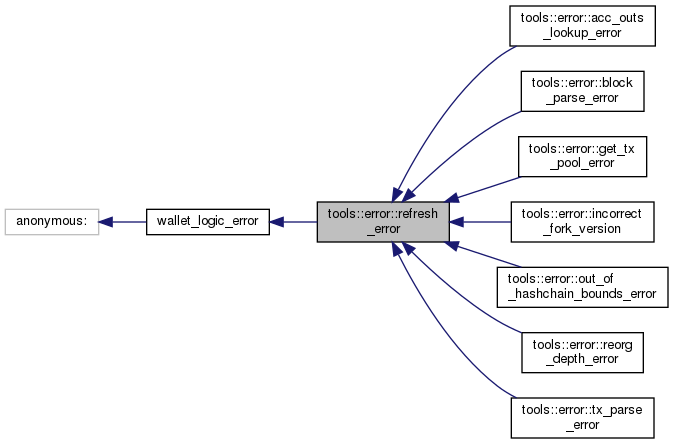 tools::error::acc_outs
_lookup_error
tools::error::block
_parse_error
tools::error::get_tx
_pool_error
anonymous:
wallet_logic_error
tools::error::refresh
_error
tools::error::incorrect
_fork_version
tools::error::out_of
_hashchain_bounds_error
tools::error::reorg
_depth_error
tools::error::tx_parse
_error